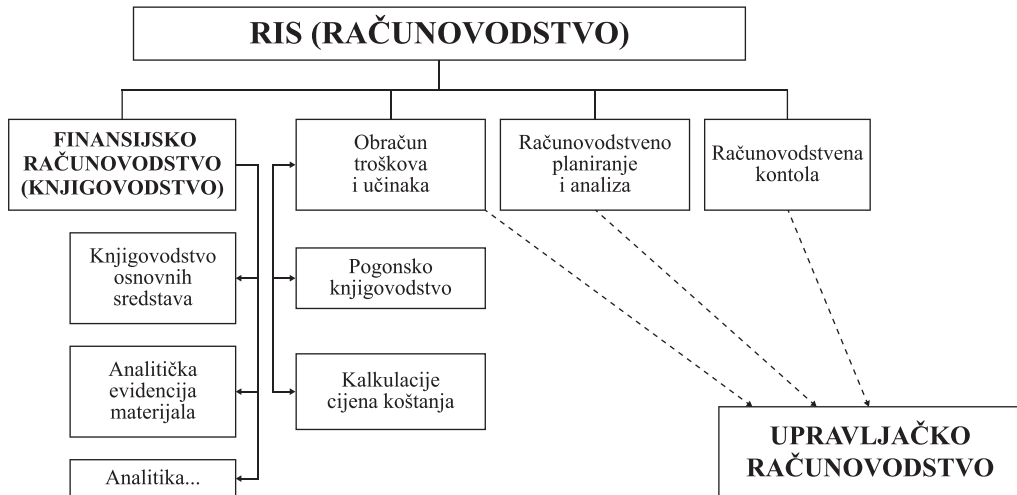 RIS (RAČUNOVODSTVO)
FINANSIJSKO
RAČUNOVODSTVO
(KNJIGOVODSTVO)
Obračun
troškova
i učinaka
Računovodstveno
planiranje
i analiza
Računovodstvena
kontola
Knjigovodstvo
osnovnih
sredstava
Pogonsko
knjigovodstvo
Analitička
evidencija
materijala
Kalkulacije
cijena koštanja
Analitika...
UPRAVLJAČKO
RAČUNOVODSTVO